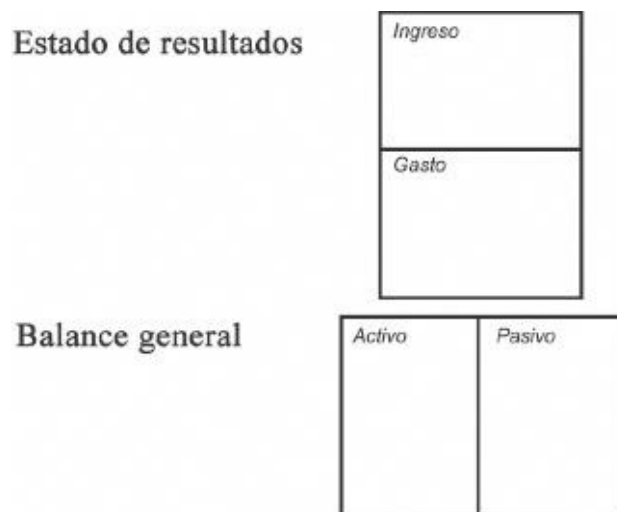 Estado de resultados
Ingreso
Gasto
Balance general
Activo
Pasivo